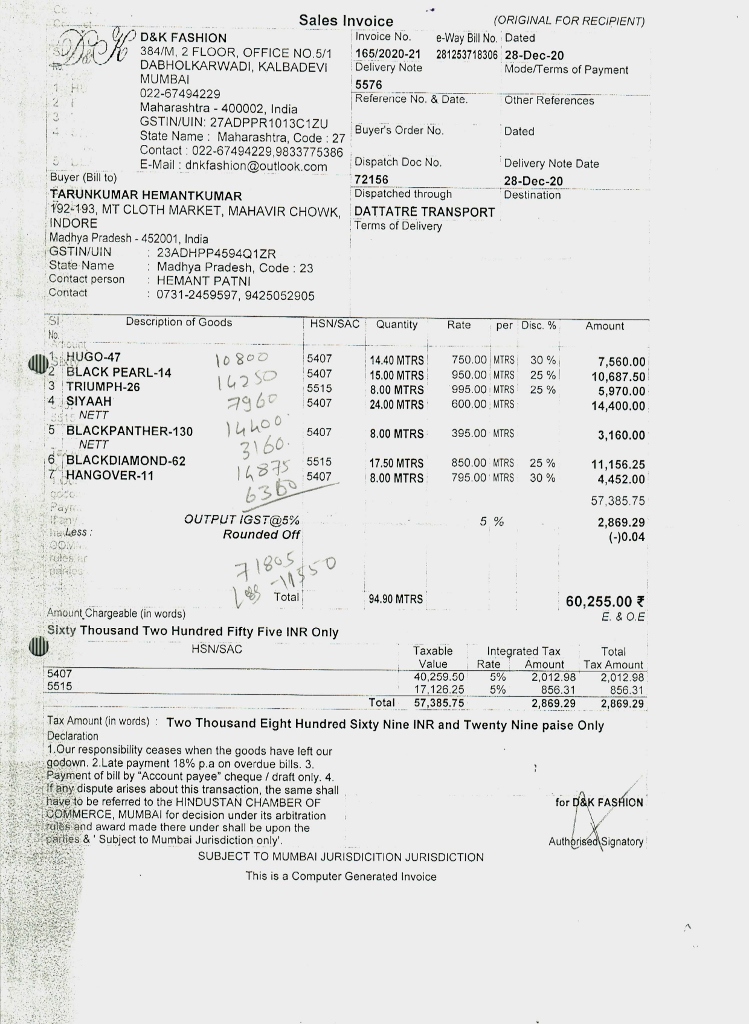 Sales Invoice
(ORIGINAL FOR RECIPIENT)
D&K
D&K FASHION
384/M, 2 FLOOR, OFFICE NO.5/1
DABHOLKARWADI, KALBADEVI
MUMBAI
022-67494229
Maharashtra - 400002, India
GSTIN/UIN: 27ADPPR1013C1ZU
State Name : Maharashtra, Code : 27
Contact : 022-67494229,9833775386
E-Mail : dnkfashion@outlook.com
Invoice No. e-Way Bill No. Dated
165/2020-21 281253718306 28-Dec-20
Delivery Note Mode/Terms of Payment
5576
Reference No. & Date. Other References
Buyer's Order No. Dated
Dispatch Doc No. Delivery Note Date
72156 28-Dec-20
Dispatched through Destination
DATTATRE TRANSPORT
Terms of Delivery
Buyer (Bill to)
TARUNKUMAR HEMANTKUMAR
192-193, MT CLOTH MARKET, MAHAVIR CHOWK,
INDORE
Madhya Pradesh - 452001, India
GSTIN/UIN : 23ADHPP4594Q1ZR
State Name : Madhya Pradesh, Code : 23
Contact person : HEMANT PATNI
Contact : 0731-2459597, 9425052905
Sl No. Description of Goods HSN/SAC Quantity Rate per Disc. % Amount
1 HUGO-47 10800 5407 14.40 MTRS 750.00 MTRS 30 % 7,560.00
2 BLACK PEARL-14 14250 5407 15.00 MTRS 950.00 MTRS 25 % 10,687.50
3 TRIUMPH-26 7960 5515 8.00 MTRS 995.00 MTRS 25 % 5,970.00
4 SIYAAH 14400 5407 24.00 MTRS 600.00 MTRS 14,400.00
NETT
5 BLACKPANTHER-130 3160 5407 8.00 MTRS 395.00 MTRS 3,160.00
NETT
6 BLACKDIAMOND-62 14875 5515 17.50 MTRS 850.00 MTRS 25 % 11,156.25
7 HANGOVER-11 6360 5407 8.00 MTRS 795.00 MTRS 30 % 4,452.00
57,385.75
OUTPUT IGST@5% 5 % 2,869.29
Less : Rounded Off (-)0.04
71805
Less -11550
Total 94.90 MTRS 60,255.00 ₹
Amount Chargeable (in words) E. & O.E
Sixty Thousand Two Hundred Fifty Five INR Only
HSN/SAC Taxable Value Integrated Tax Rate Amount Total Tax Amount
5407 40,259.50 5% 2,012.98 2,012.98
5515 17,126.25 5% 856.31 856.31
Total 57,385.75 2,869.29 2,869.29
Tax Amount (in words) : Two Thousand Eight Hundred Sixty Nine INR and Twenty Nine paise Only
Declaration
1.Our responsibility ceases when the goods have left our
godown. 2.Late payment 18% p.a on overdue bills. 3.
Payment of bill by "Account payee" cheque / draft only. 4.
If any dispute arises about this transaction, the same shall
have to be referred to the HINDUSTAN CHAMBER OF
COMMERCE, MUMBAI for decision under its arbitration
rules and award made there under shall be upon the
parties & ' Subject to Mumbai Jurisdiction only'.
for D&K FASHION
Authorised Signatory
SUBJECT TO MUMBAI JURISDICITION JURISDICTION
This is a Computer Generated Invoice